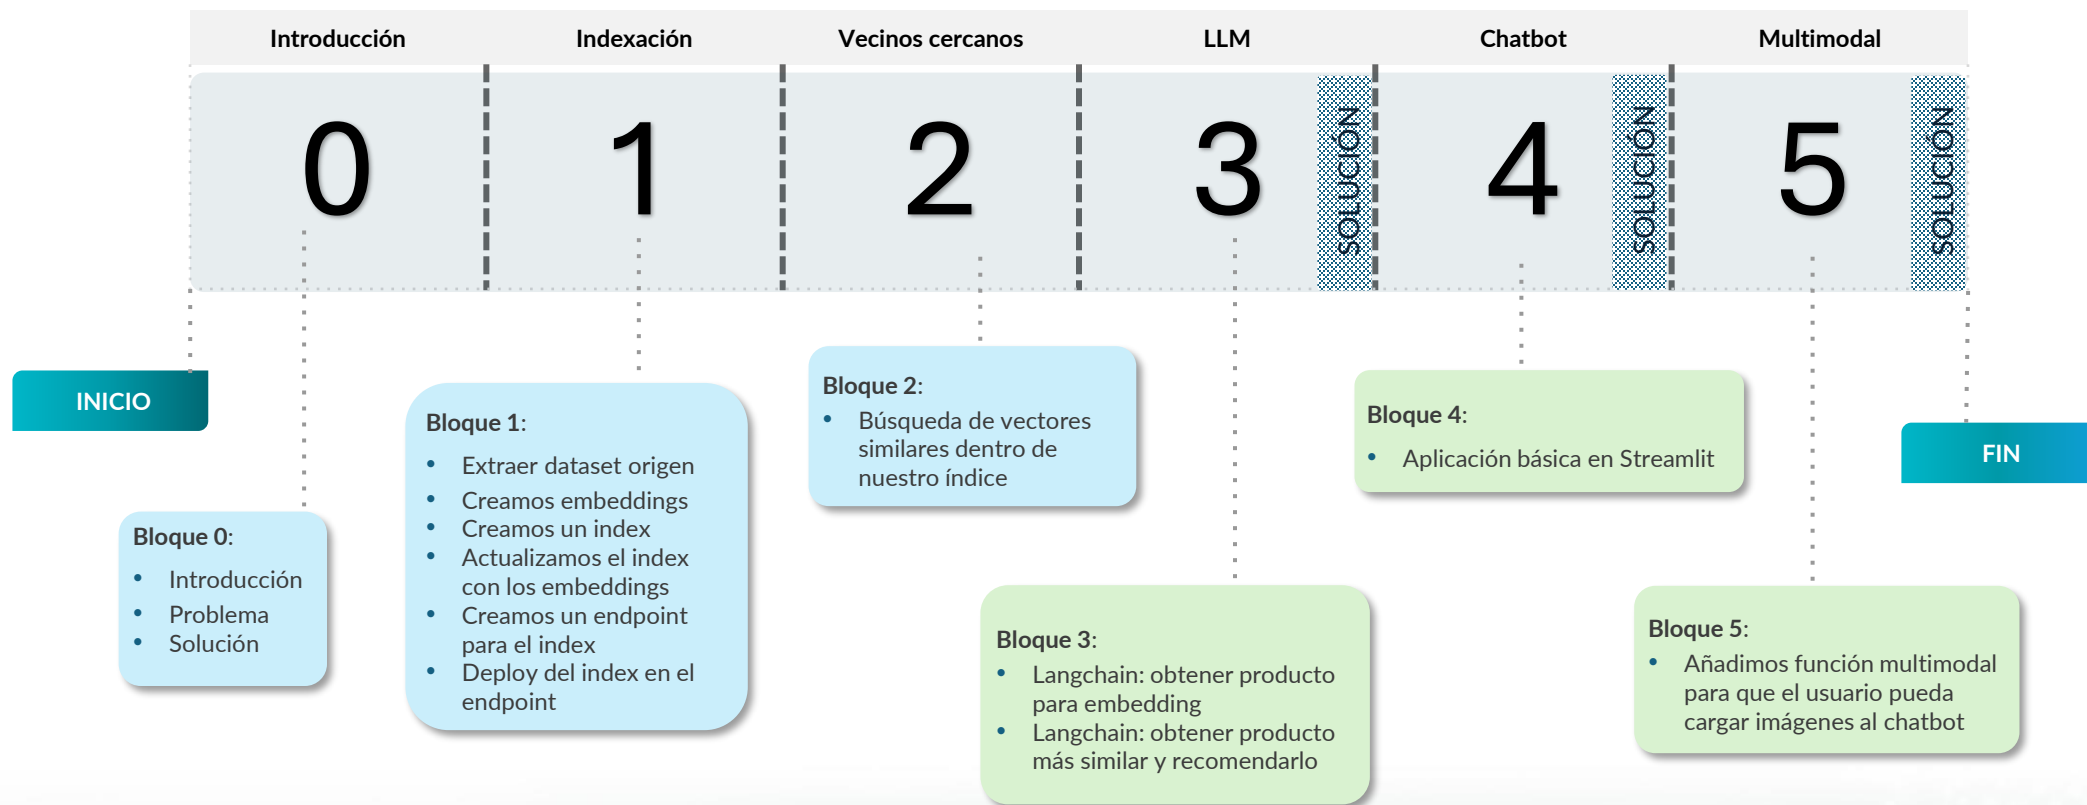 Introducción
Indexación
Vecinos cercanos
LLM
Chatbot
Multimodal
0
1
2
3
SOLUCIÓN
4
SOLUCIÓN
5
SOLUCIÓN
INICIO
FIN
Bloque 0:
• Introducción
• Problema
• Solución
Bloque 1:
• Extraer dataset origen
• Creamos embeddings
• Creamos un index
• Actualizamos el index
con los embeddings
• Creamos un endpoint
para el index
• Deploy del index en el
endpoint
Bloque 2:
• Búsqueda de vectores
similares dentro de
nuestro índice
Bloque 3:
• Langchain: obtener producto
para embedding
• Langchain: obtener producto
más similar y recomendarlo
Bloque 4:
• Aplicación básica en Streamlit
Bloque 5:
• Añadimos función multimodal
para que el usuario pueda
cargar imágenes al chatbot